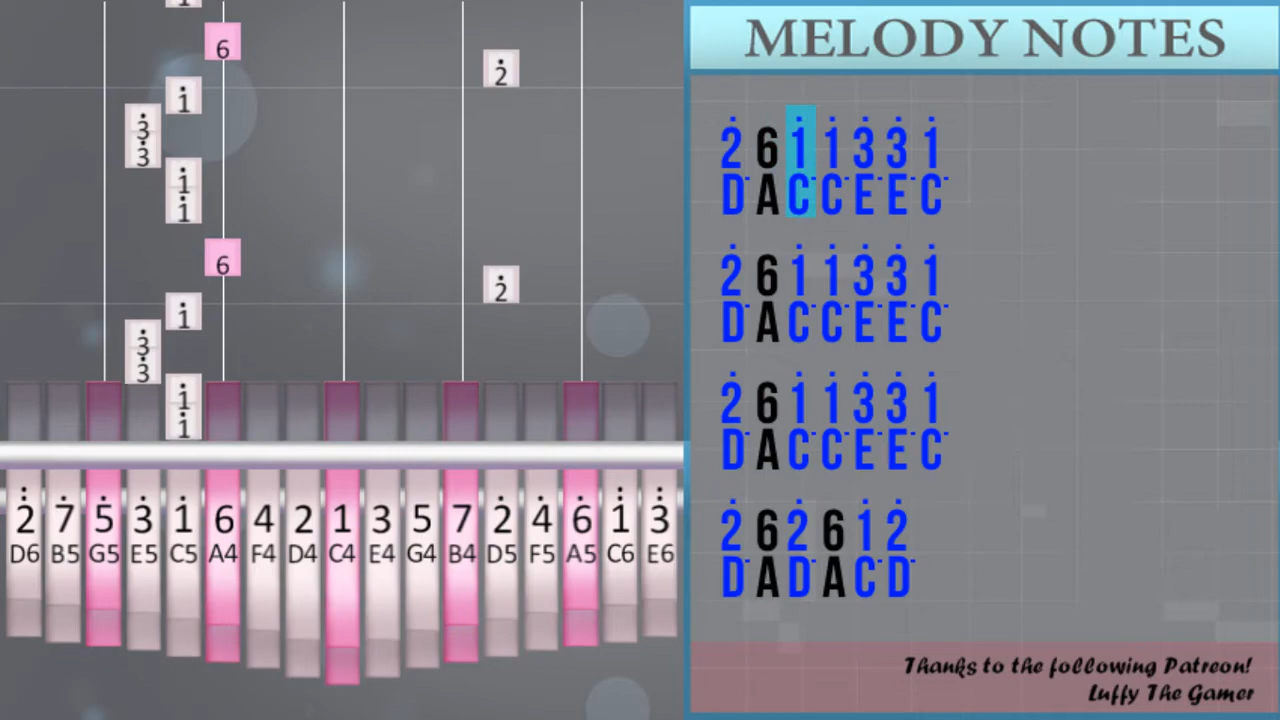 1
6
2̇
1̇
3̇
3
1̇
1̇
6
2̇
1̇
3̇
3̇
1̇
1̇
2̈ 7̇ 5̇ 3̇ 1̇ 6 4 2 1 3 5 7 2̇ 4̇ 6̇ 1̈ 3̈
D6 B5 G5 E5 C5 A4 F4 D4 C4 E4 G4 B4 D5 F5 A5 C6 E6
MELODY NOTES
2̇ 6 1̇ 1̇ 3̇ 3̇ 1̇
D˙ A C˙ C˙ E˙ E˙ C˙
2̇ 6 1̇ 1̇ 3̇ 3̇ 1̇
D˙ A C˙ C˙ E˙ E˙ C˙
2̇ 6 1̇ 1̇ 3̇ 3̇ 1̇
D˙ A C˙ C˙ E˙ E˙ C˙
2̇ 6 2̇ 6 1̇ 2̇
D˙ A D˙ A C˙ D˙
Thanks to the following Patreon!
Luffy The Gamer